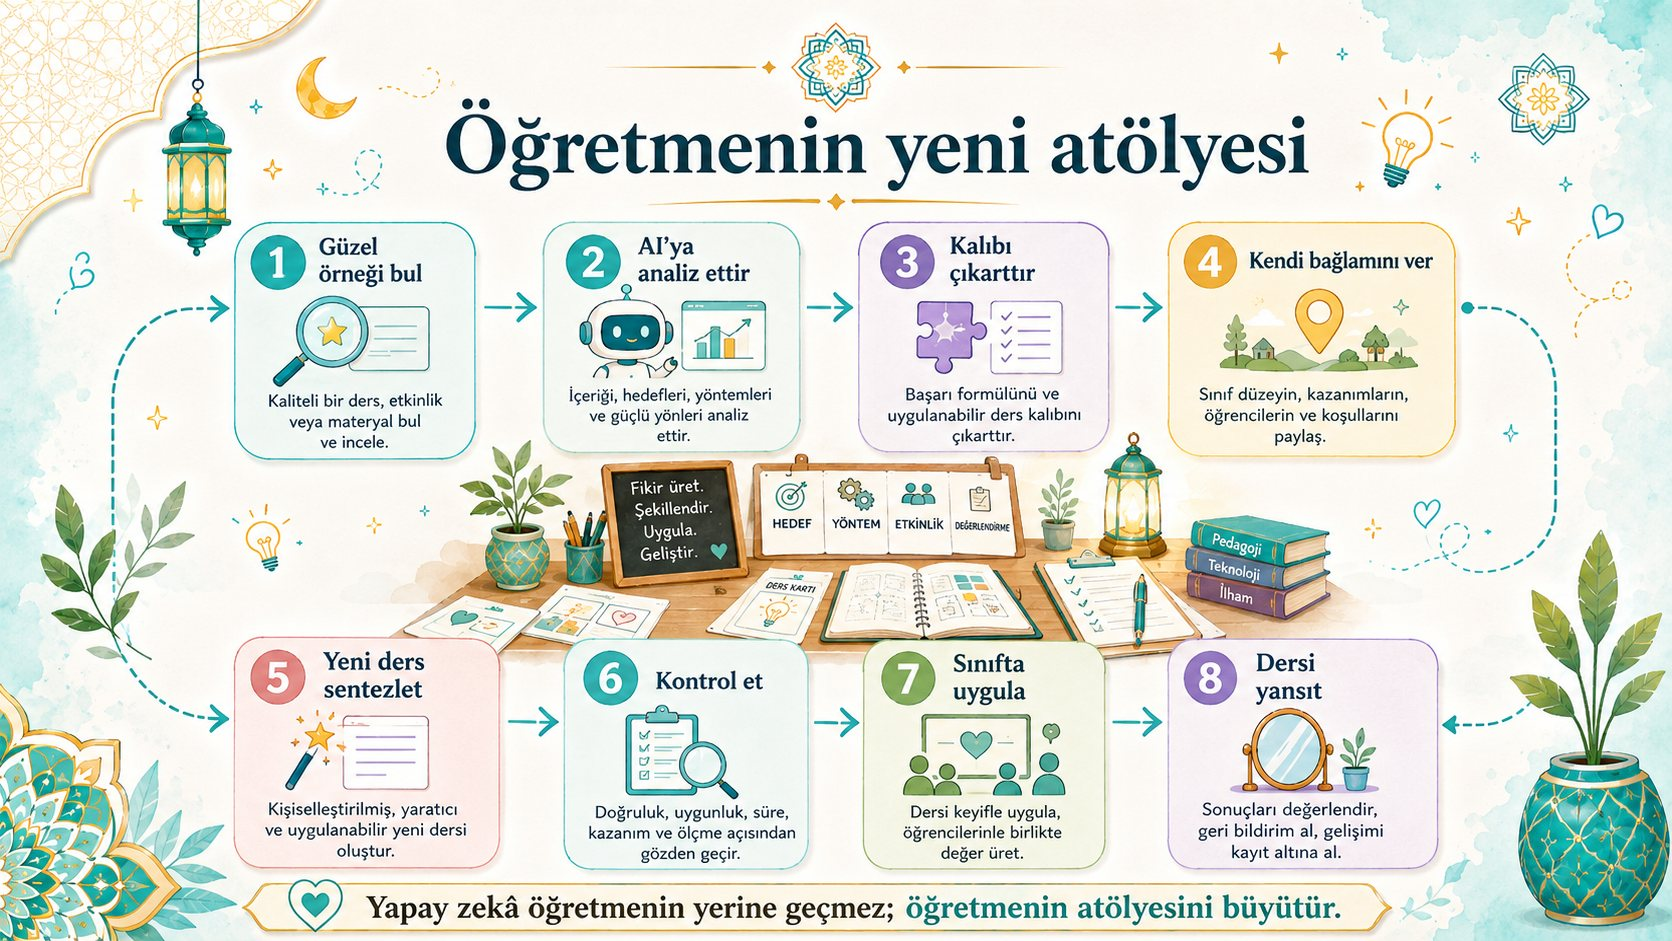 Öğretmenin yeni atölyesi
1
Güzel
örneği bul
Kaliteli bir ders, etkinlik
veya materyal bul
ve incele.
2
AI'ya
analiz ettir
İçeriği, hedefleri, yöntemleri
ve güçlü yönleri analiz
ettir.
3
Kalıbı
çıkarttır
Başarı formülünü ve
uygulanabilir ders kalıbını
çıkarttır.
4
Kendi bağlamını ver
Sınıf düzeyin, kazanımların,
öğrencilerin ve koşullarını
paylaş.
Fikir üret.
Şekillendir.
Uygula.
Geliştir.
HEDEF
YÖNTEM
ETKİNLİK
DEĞERLENDİRME
DERS KARTI
Pedagoji
Teknoloji
İlham
5
Yeni ders
sentezlet
Kişiselleştirilmiş, yaratıcı
ve uygulanabilir yeni dersi
oluştur.
6
Kontrol et
Doğruluk, uygunluk, süre,
kazanım ve ölçme açısından
gözden geçir.
7
Sınıfta
uygula
Dersi keyifle uygula,
öğrencilerinle birlikte
değer üret.
8
Dersi
yansıt
Sonuçları değerlendir,
geri bildirim al, gelişimi
kayıt altına al.
Yapay zekâ öğretmenin yerine geçmez; öğretmenin atölyesini büyütür.